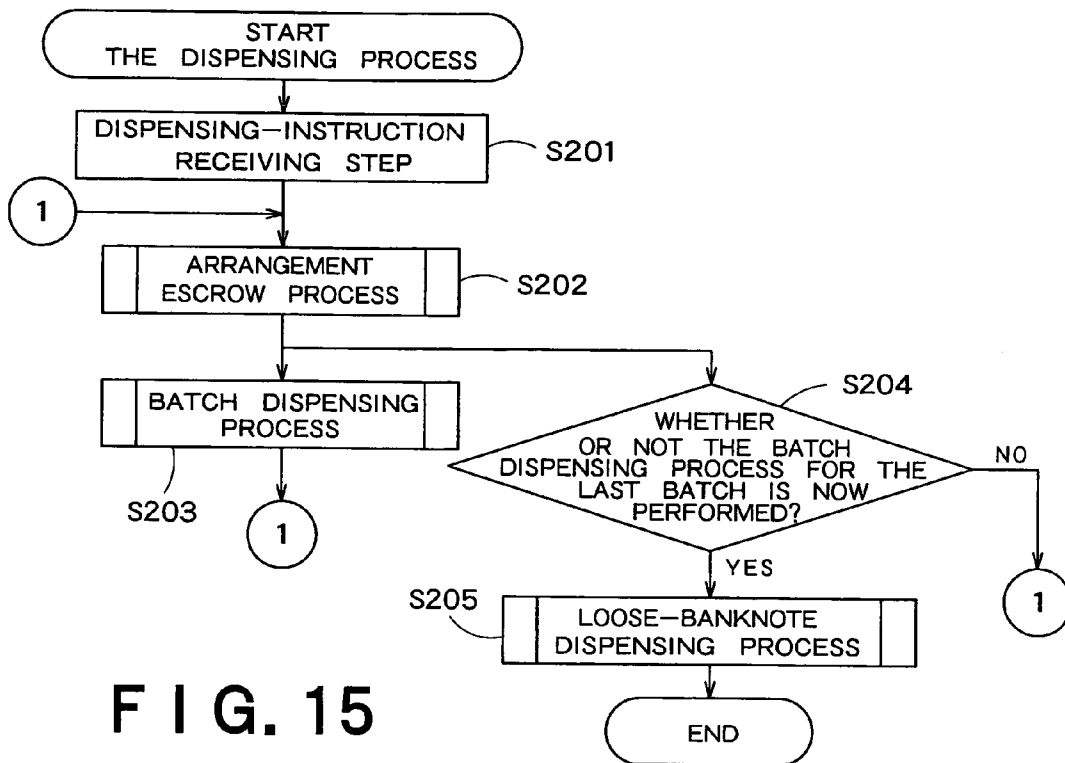 START
THE DISPENSING PROCESS
DISPENSING-INSTRUCTION
RECEIVING STEP
S201
1
ARRANGEMENT
ESCROW PROCESS
S202
BATCH DISPENSING
PROCESS
S203
1
S204
WHETHER
OR NOT THE BATCH
DISPENSING PROCESS FOR THE
LAST BATCH IS NOW
PERFORMED?
NO
1
YES
S205
LOOSE-BANKNOTE
DISPENSING PROCESS
END
FIG. 15